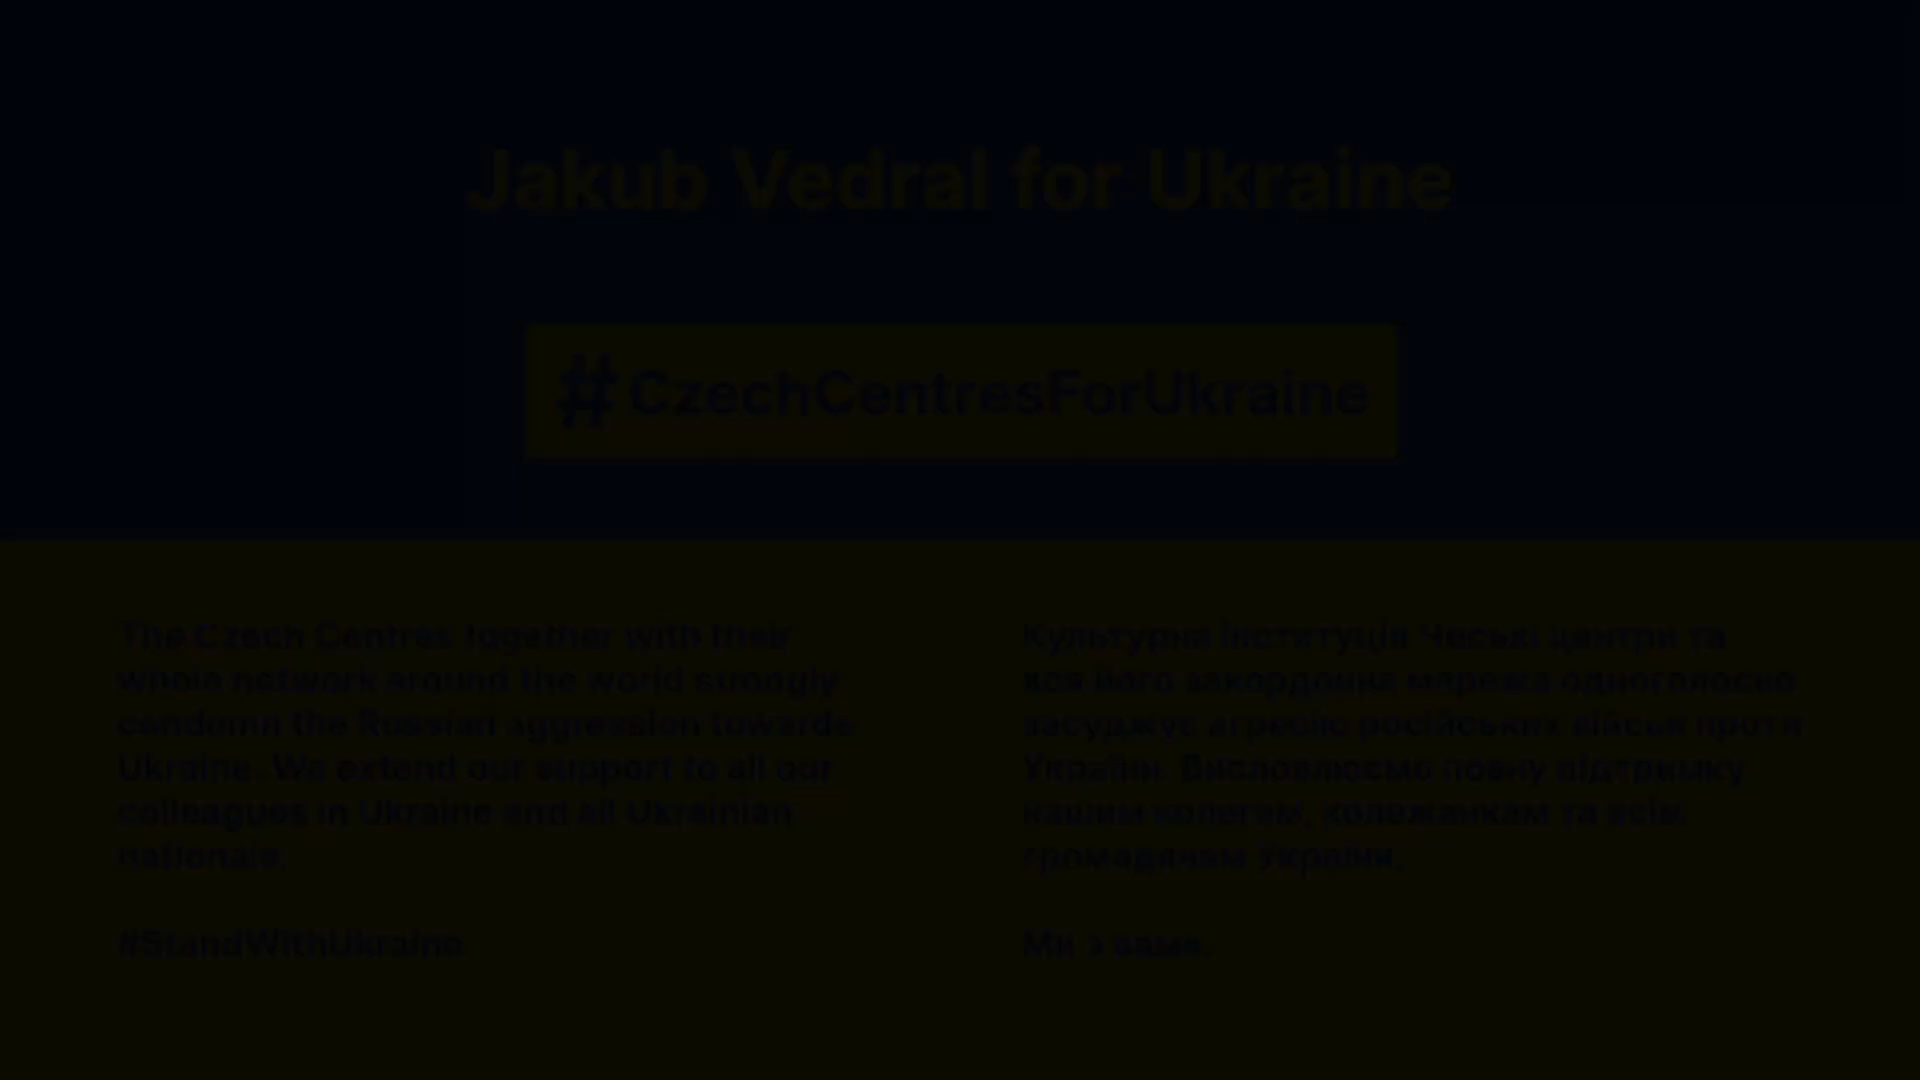 Jakub Vedral for Ukraine
#CzechCentresForUkraine
The Czech Centres together with their
whole network around the world strongly
condemn the Russian aggression towards
Ukraine. We extend our support to all our
colleagues in Ukraine and all Ukrainian
nationals.
#StandWithUkraine
Культурна інституція Чеські центри та
вся його закордонна мережа одноголосно
засуджує агресію російських військ проти
України. Висловлюємо повну підтримку
нашим колегам, колежанкам та всім
громадянам України.
Ми з вами.